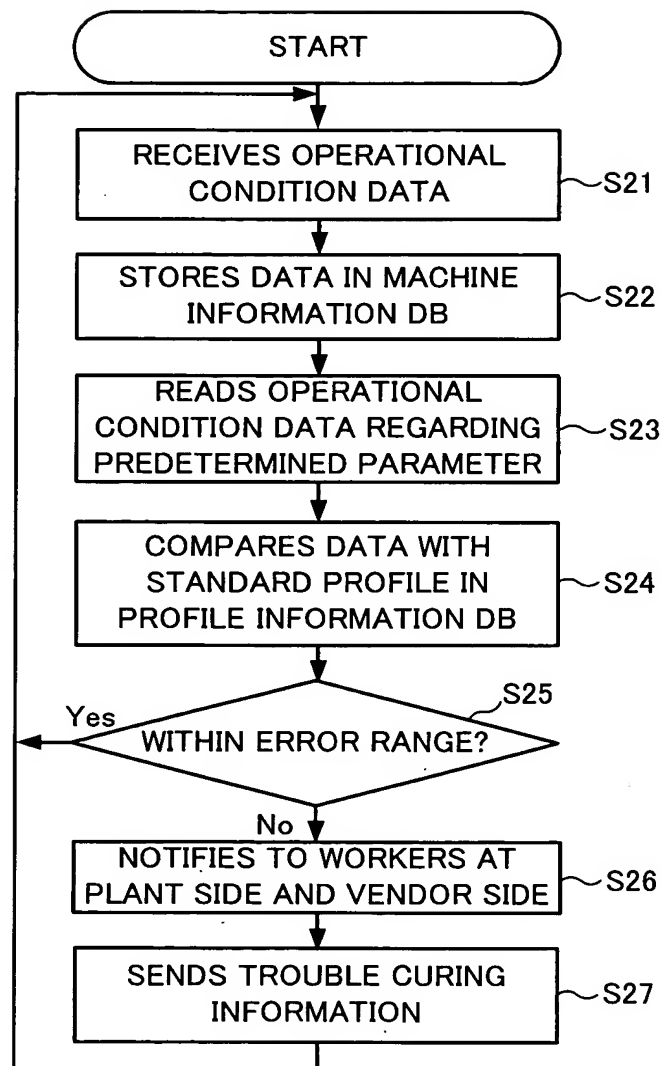 START
RECEIVES OPERATIONAL
CONDITION DATA
S21
STORES DATA IN MACHINE
INFORMATION DB
S22
READS OPERATIONAL
CONDITION DATA REGARDING
PREDETERMINED PARAMETER
S23
COMPARES DATA WITH
STANDARD PROFILE IN
PROFILE INFORMATION DB
S24
S25
Yes
WITHIN ERROR RANGE?
No
NOTIFIES TO WORKERS AT
PLANT SIDE AND VENDOR SIDE
S26
SENDS TROUBLE CURING
INFORMATION
S27